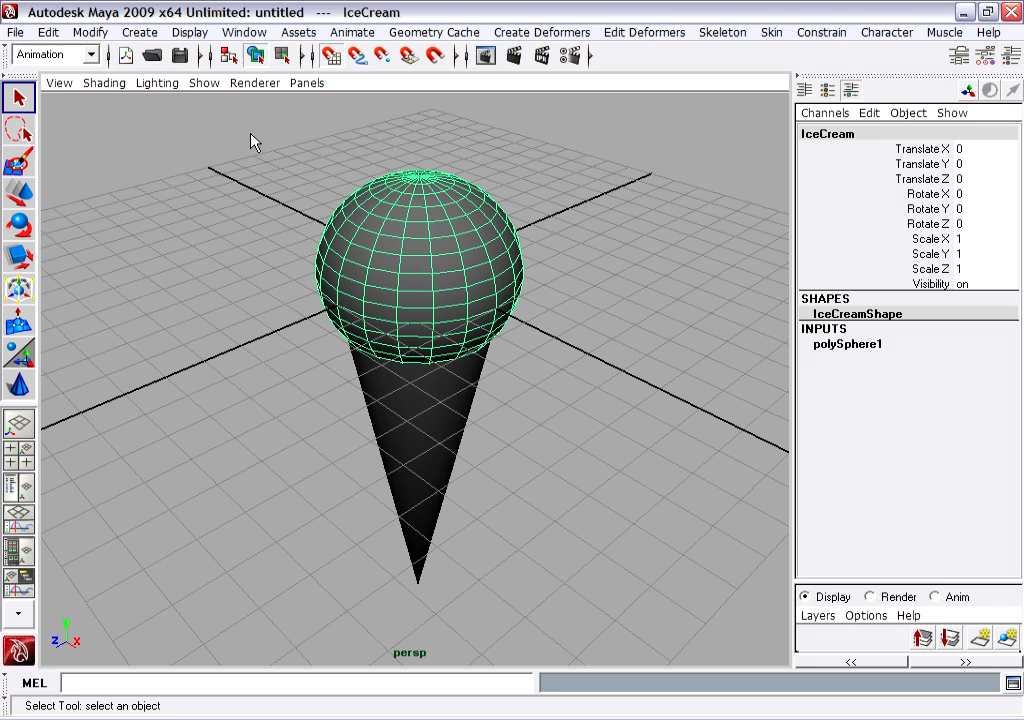 Autodesk Maya 2009 x64 Unlimited: untitled --- IceCream
File Edit Modify Create Display Window Assets Animate Geometry Cache Create Deformers Edit Deformers Skeleton Skin Constrain Character Muscle Help
Animation
View Shading Lighting Show Renderer Panels
Channels Edit Object Show
IceCream
Translate X 0
Translate Y 0
Translate Z 0
Rotate X 0
Rotate Y 0
Rotate Z 0
Scale X 1
Scale Y 1
Scale Z 1
Visibility on
SHAPES
IceCreamShape
INPUTS
polySphere1
Display Render Anim
Layers Options Help
<< >>
y
z x
persp
MEL
Select Tool: select an object